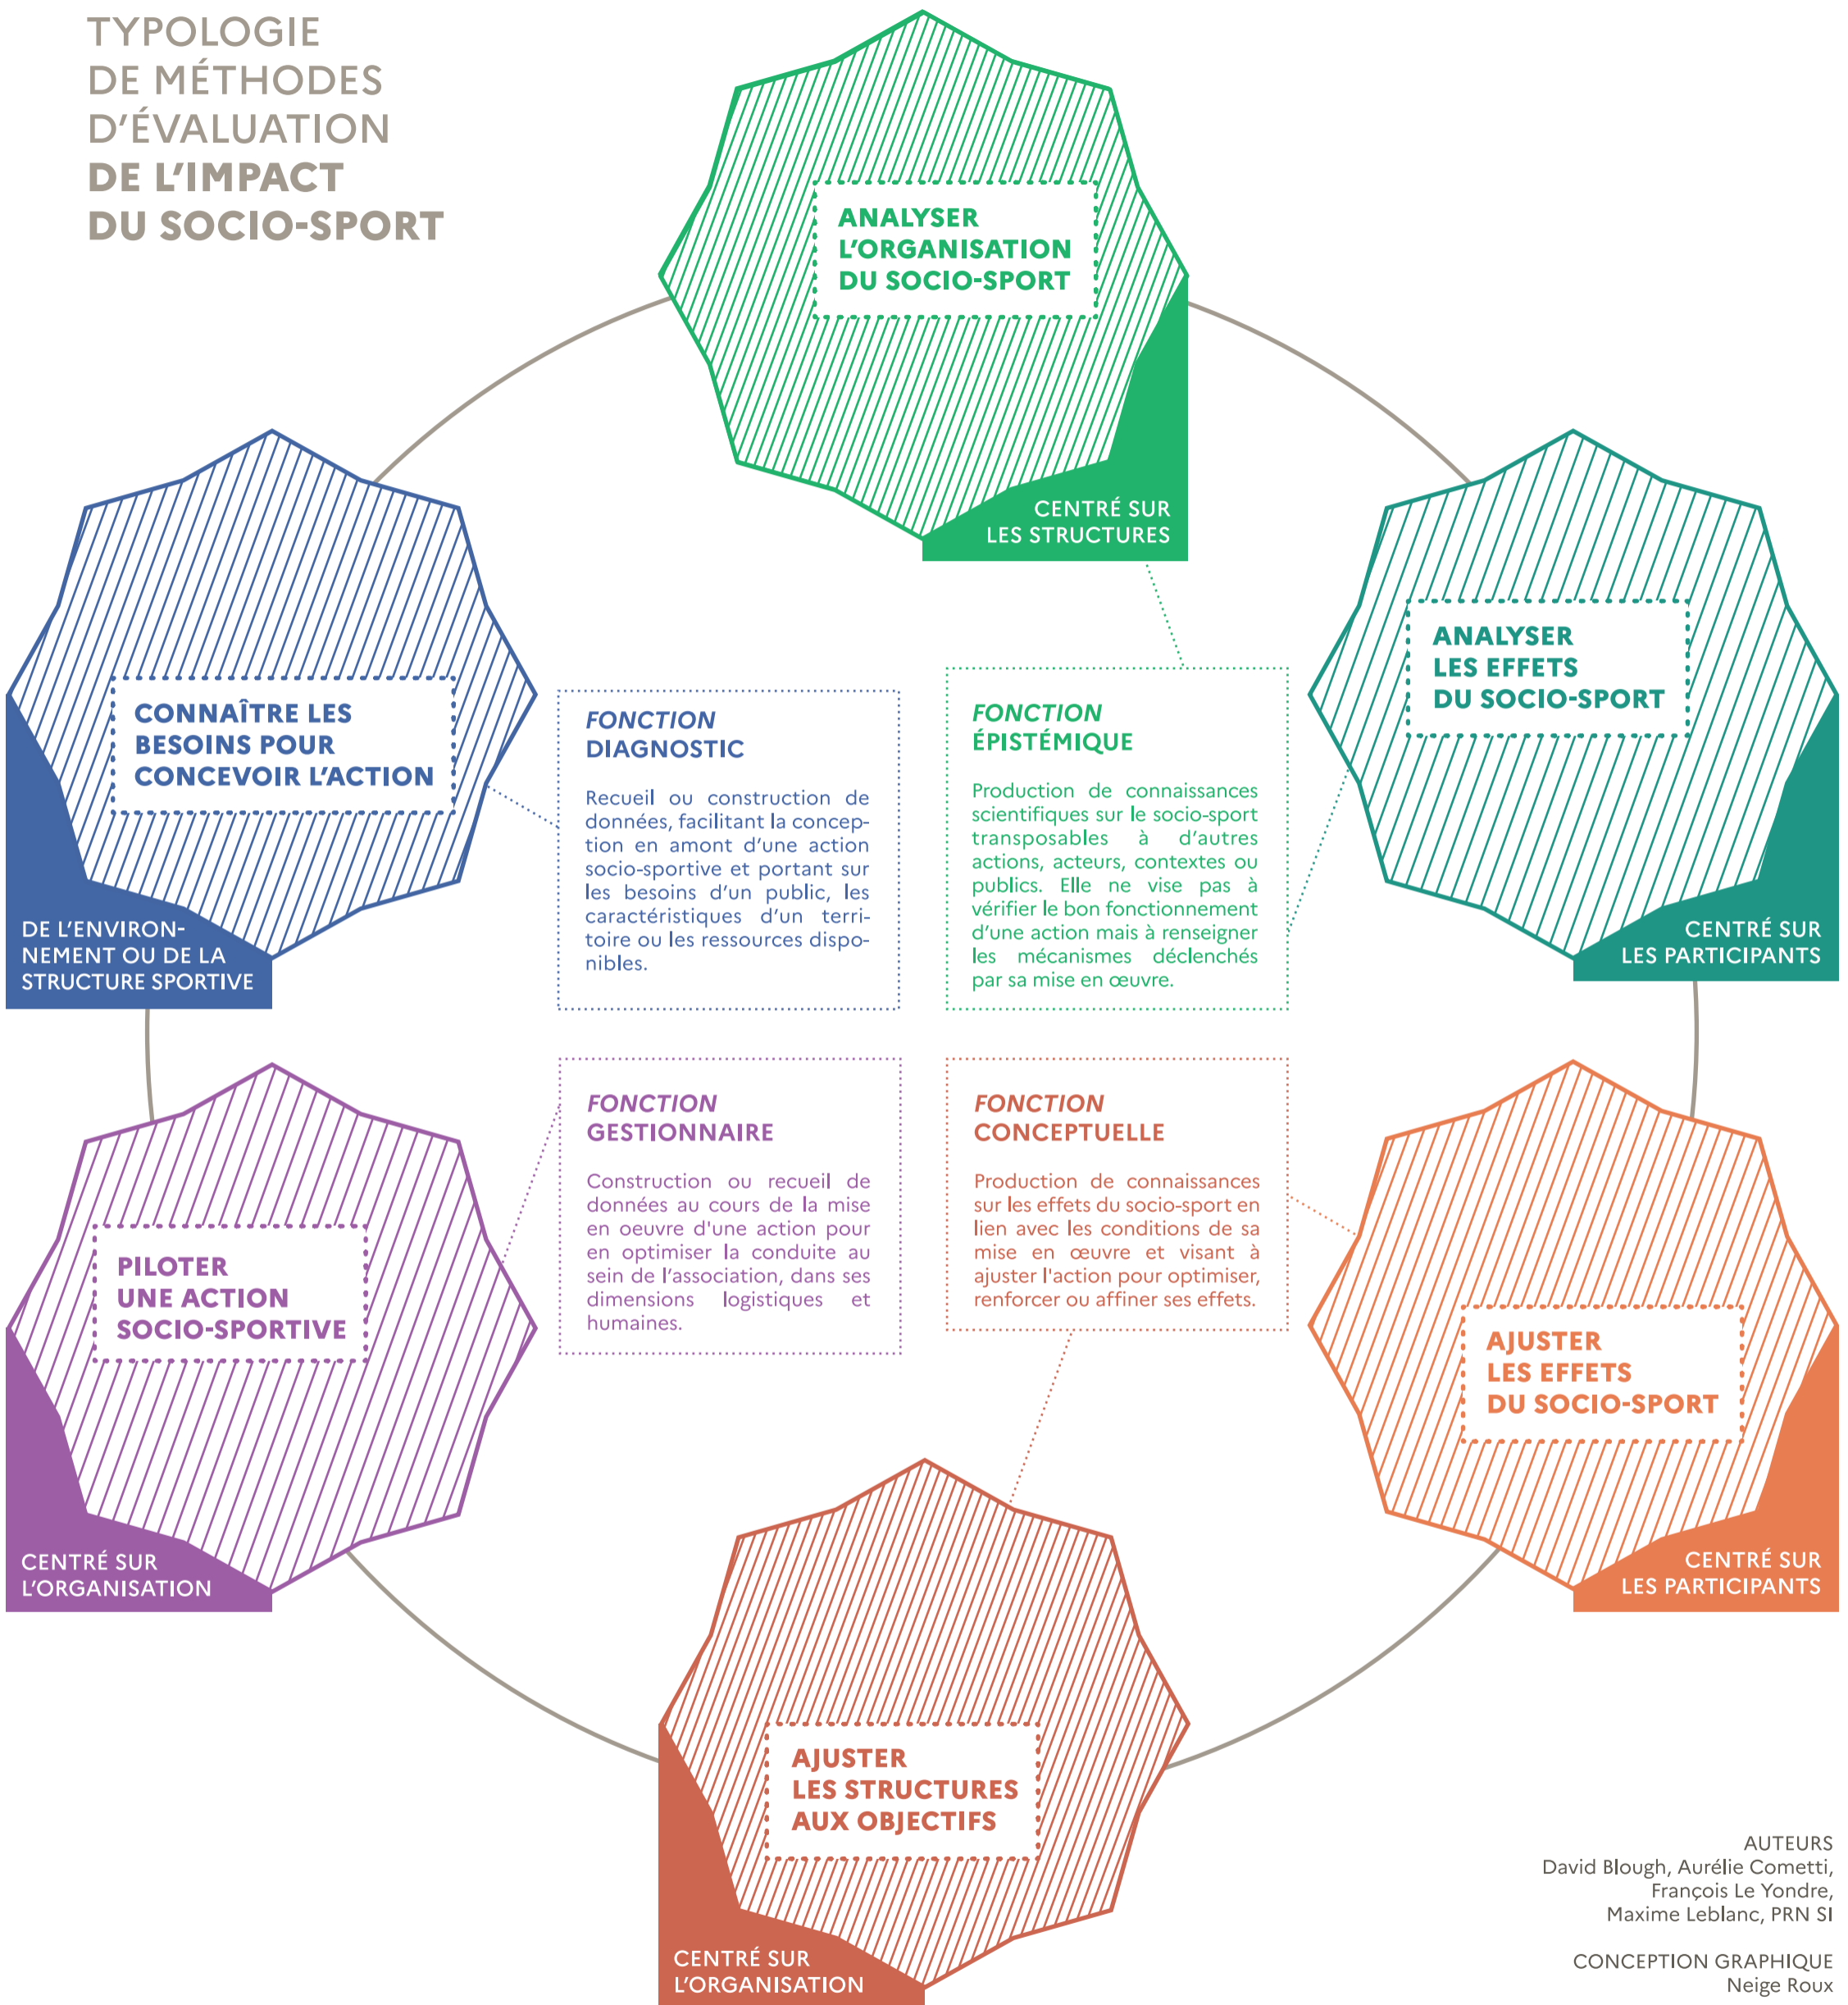 TYPOLOGIE
DE MÉTHODES
D'ÉVALUATION
DE L'IMPACT
DU SOCIO-SPORT
ANALYSER
L'ORGANISATION
DU SOCIO-SPORT
CENTRÉ SUR
LES STRUCTURES
CONNAÎTRE LES
BESOINS POUR
CONCEVOIR L'ACTION
DE L'ENVIRON-
NEMENT OU DE LA
STRUCTURE SPORTIVE
FONCTION
DIAGNOSTIC
Recueil ou construction de
données, facilitant la concep-
tion en amont d'une action
socio-sportive et portant sur
les besoins d'un public, les
caractéristiques d'un terri-
toire ou les ressources dispo-
nibles.
FONCTION
ÉPISTÉMIQUE
Production de connaissances
scientifiques sur le socio-sport
transposables à d'autres
actions, acteurs, contextes ou
publics. Elle ne vise pas à
vérifier le bon fonctionnement
d'une action mais à renseigner
les mécanismes déclenchés
par sa mise en œuvre.
ANALYSER
LES EFFETS
DU SOCIO-SPORT
CENTRÉ SUR
LES PARTICIPANTS
PILOTER
UNE ACTION
SOCIO-SPORTIVE
CENTRÉ SUR
L'ORGANISATION
FONCTION
GESTIONNAIRE
Construction ou recueil de
données au cours de la mise
en oeuvre d'une action pour
en optimiser la conduite au
sein de l'association, dans ses
dimensions logistiques et
humaines.
FONCTION
CONCEPTUELLE
Production de connaissances
sur les effets du socio-sport en
lien avec les conditions de sa
mise en œuvre et visant à
ajuster l'action pour optimiser,
renforcer ou affiner ses effets.
AJUSTER
LES EFFETS
DU SOCIO-SPORT
CENTRÉ SUR
LES PARTICIPANTS
AJUSTER
LES STRUCTURES
AUX OBJECTIFS
CENTRÉ SUR
L'ORGANISATION
AUTEURS
David Blough, Aurélie Cometti,
François Le Yondre,
Maxime Leblanc, PRN SI
CONCEPTION GRAPHIQUE
Neige Roux